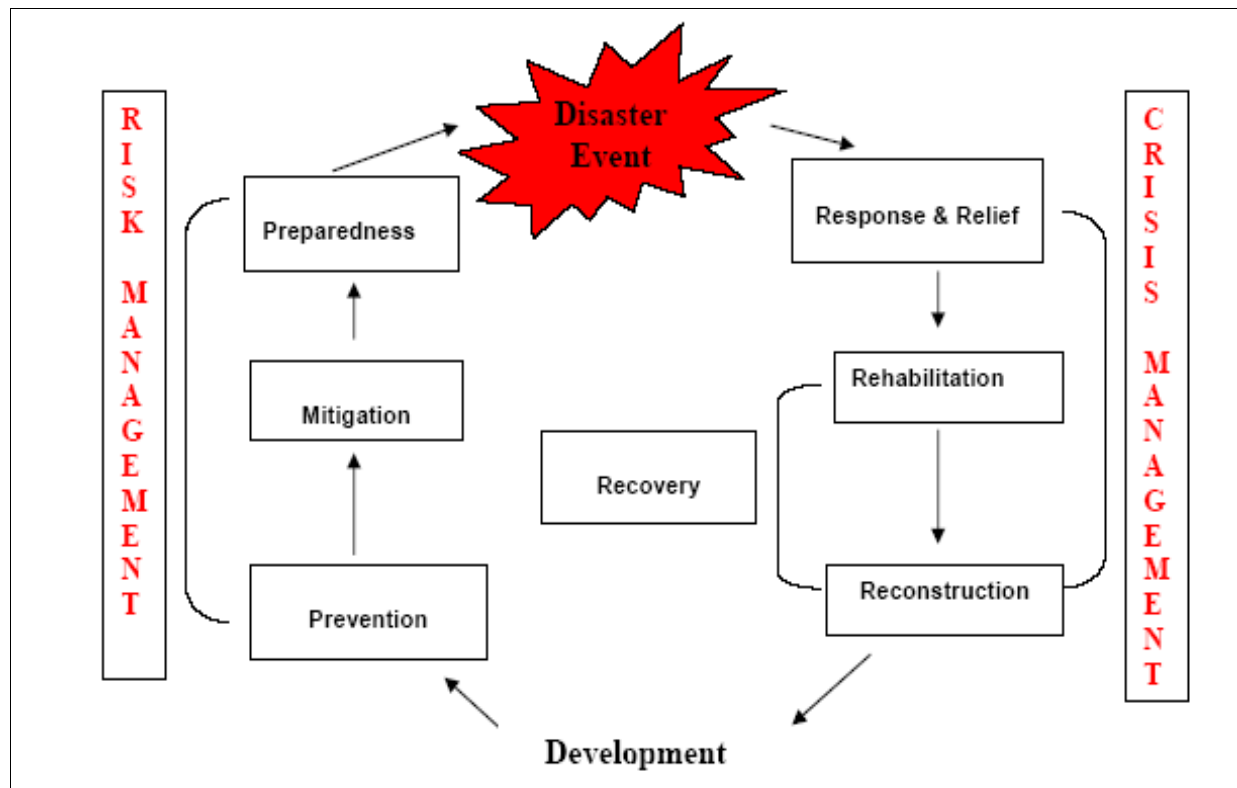 RISK MANAGEMENT
Disaster
Event
CRISIS MANAGEMENT
Preparedness
Response & Relief
Mitigation
Rehabilitation
Recovery
Prevention
Reconstruction
Development